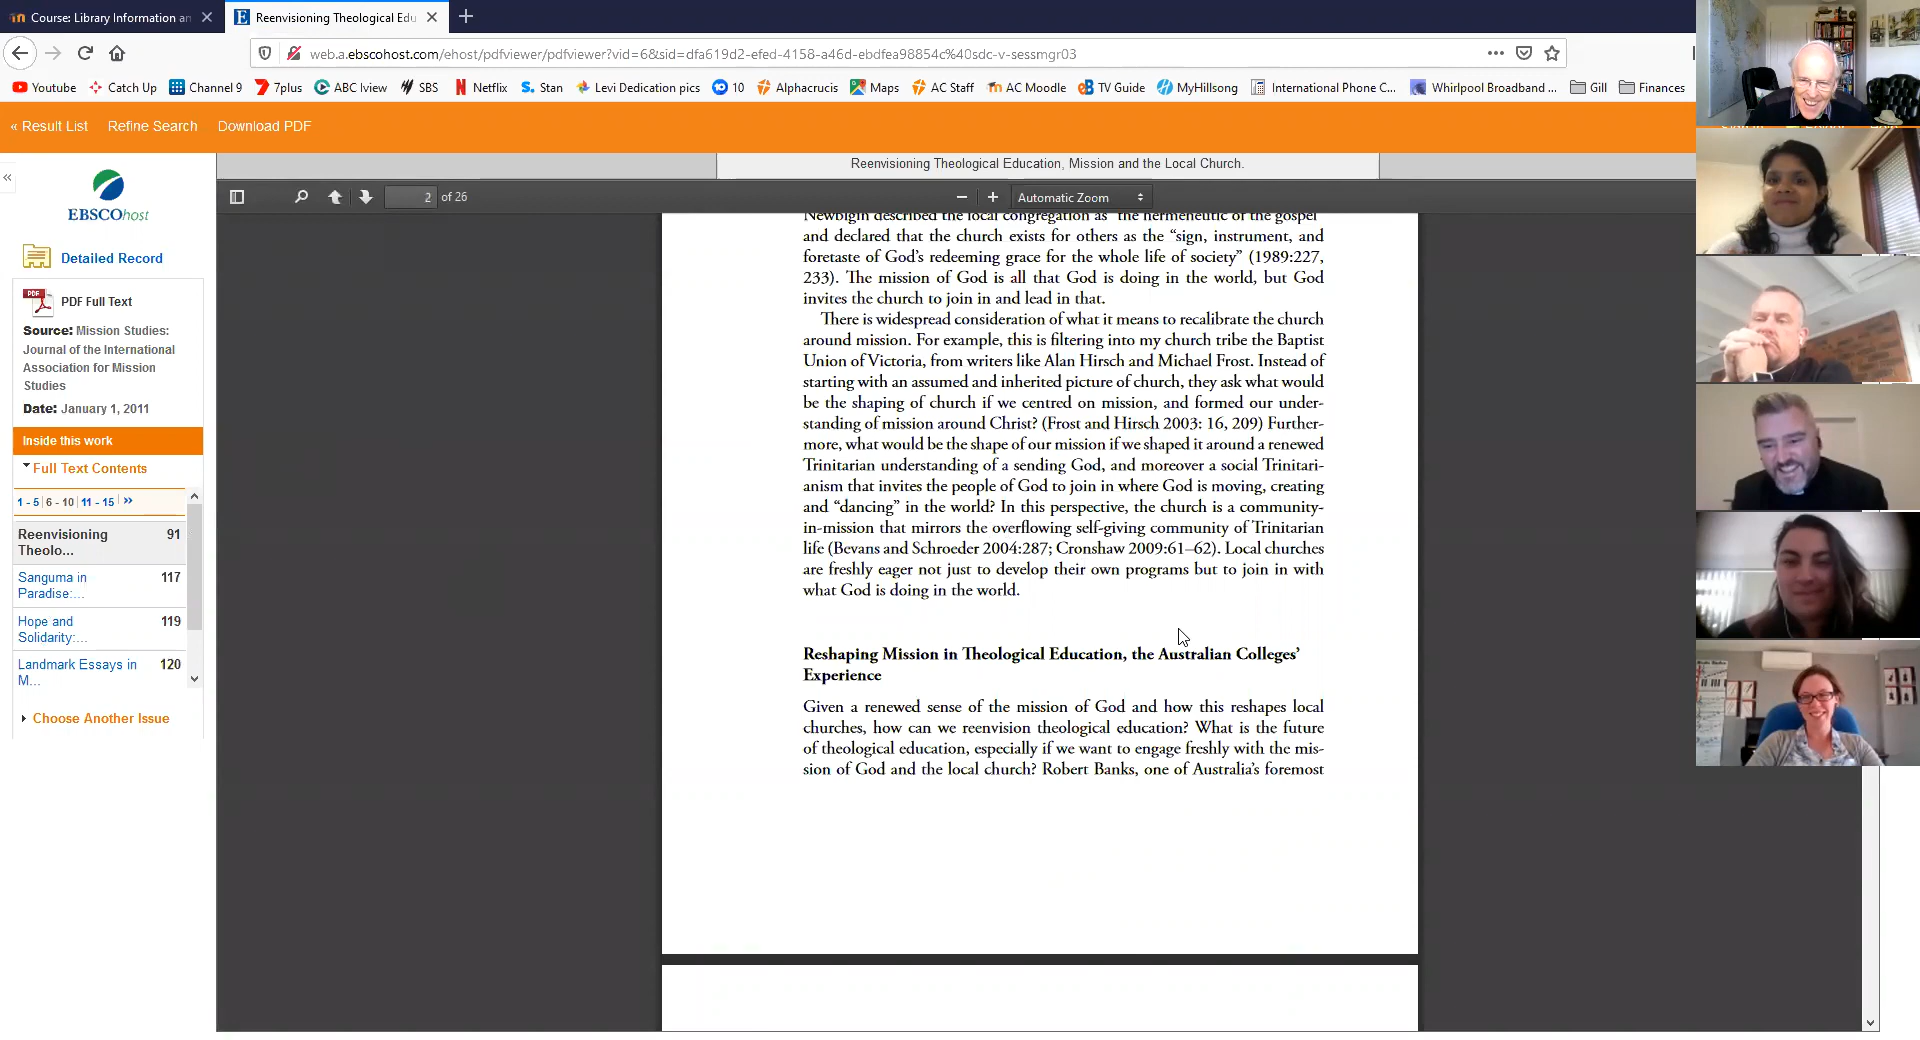 Course: Library Information an
Reenvisioning Theological Edu
web.a.ebscohost.com/ehost/pdfviewer/pdfviewer?vid=6&sid=dfa619d2-efed-4158-a46d-ebdfea98854c%40sdc-v-sessmgr03
Youtube Catch Up Channel 9 7plus ABC Iview SBS Netflix Stan Levi Dedication pics 10 Alphacrucis Maps AC Staff AC Moodle TV Guide MyHillsong International Phone C... Whirlpool Broadband ... Gill Finances
« Result List Refine Search Download PDF
Reenvisioning Theological Education, Mission and the Local Church.
2 of 26
Automatic Zoom
«
EBSCOhost
Detailed Record
PDF Full Text
Source: Mission Studies:
Journal of the International
Association for Mission
Studies
Date: January 1, 2011
Inside this work
Full Text Contents
1 - 5 | 6 - 10 | 11 - 15 | »
Reenvisioning 91
Theolo...
Sanguma in 117
Paradise:...
Hope and 119
Solidarity:...
Landmark Essays in 120
M...
Choose Another Issue
Newbigin described the local congregation as "the hermeneutic of the gospel"
and declared that the church exists for others as the “sign, instrument, and
foretaste of God’s redeeming grace for the whole life of society” (1989:227,
233). The mission of God is all that God is doing in the world, but God
invites the church to join in and lead in that.
There is widespread consideration of what it means to recalibrate the church
around mission. For example, this is filtering into my church tribe the Baptist
Union of Victoria, from writers like Alan Hirsch and Michael Frost. Instead of
starting with an assumed and inherited picture of church, they ask what would
be the shaping of church if we centred on mission, and formed our under-
standing of mission around Christ? (Frost and Hirsch 2003: 16, 209) Further-
more, what would be the shape of our mission if we shaped it around a renewed
Trinitarian understanding of a sending God, and moreover a social Trinitari-
anism that invites the people of God to join in where God is moving, creating
and “dancing” in the world? In this perspective, the church is a community-
in-mission that mirrors the overflowing self-giving community of Trinitarian
life (Bevans and Schroeder 2004:287; Cronshaw 2009:61–62). Local churches
are freshly eager not just to develop their own programs but to join in with
what God is doing in the world.
Reshaping Mission in Theological Education, the Australian Colleges’
Experience
Given a renewed sense of the mission of God and how this reshapes local
churches, how can we reenvision theological education? What is the future
of theological education, especially if we want to engage freshly with the mis-
sion of God and the local church? Robert Banks, one of Australia’s foremost